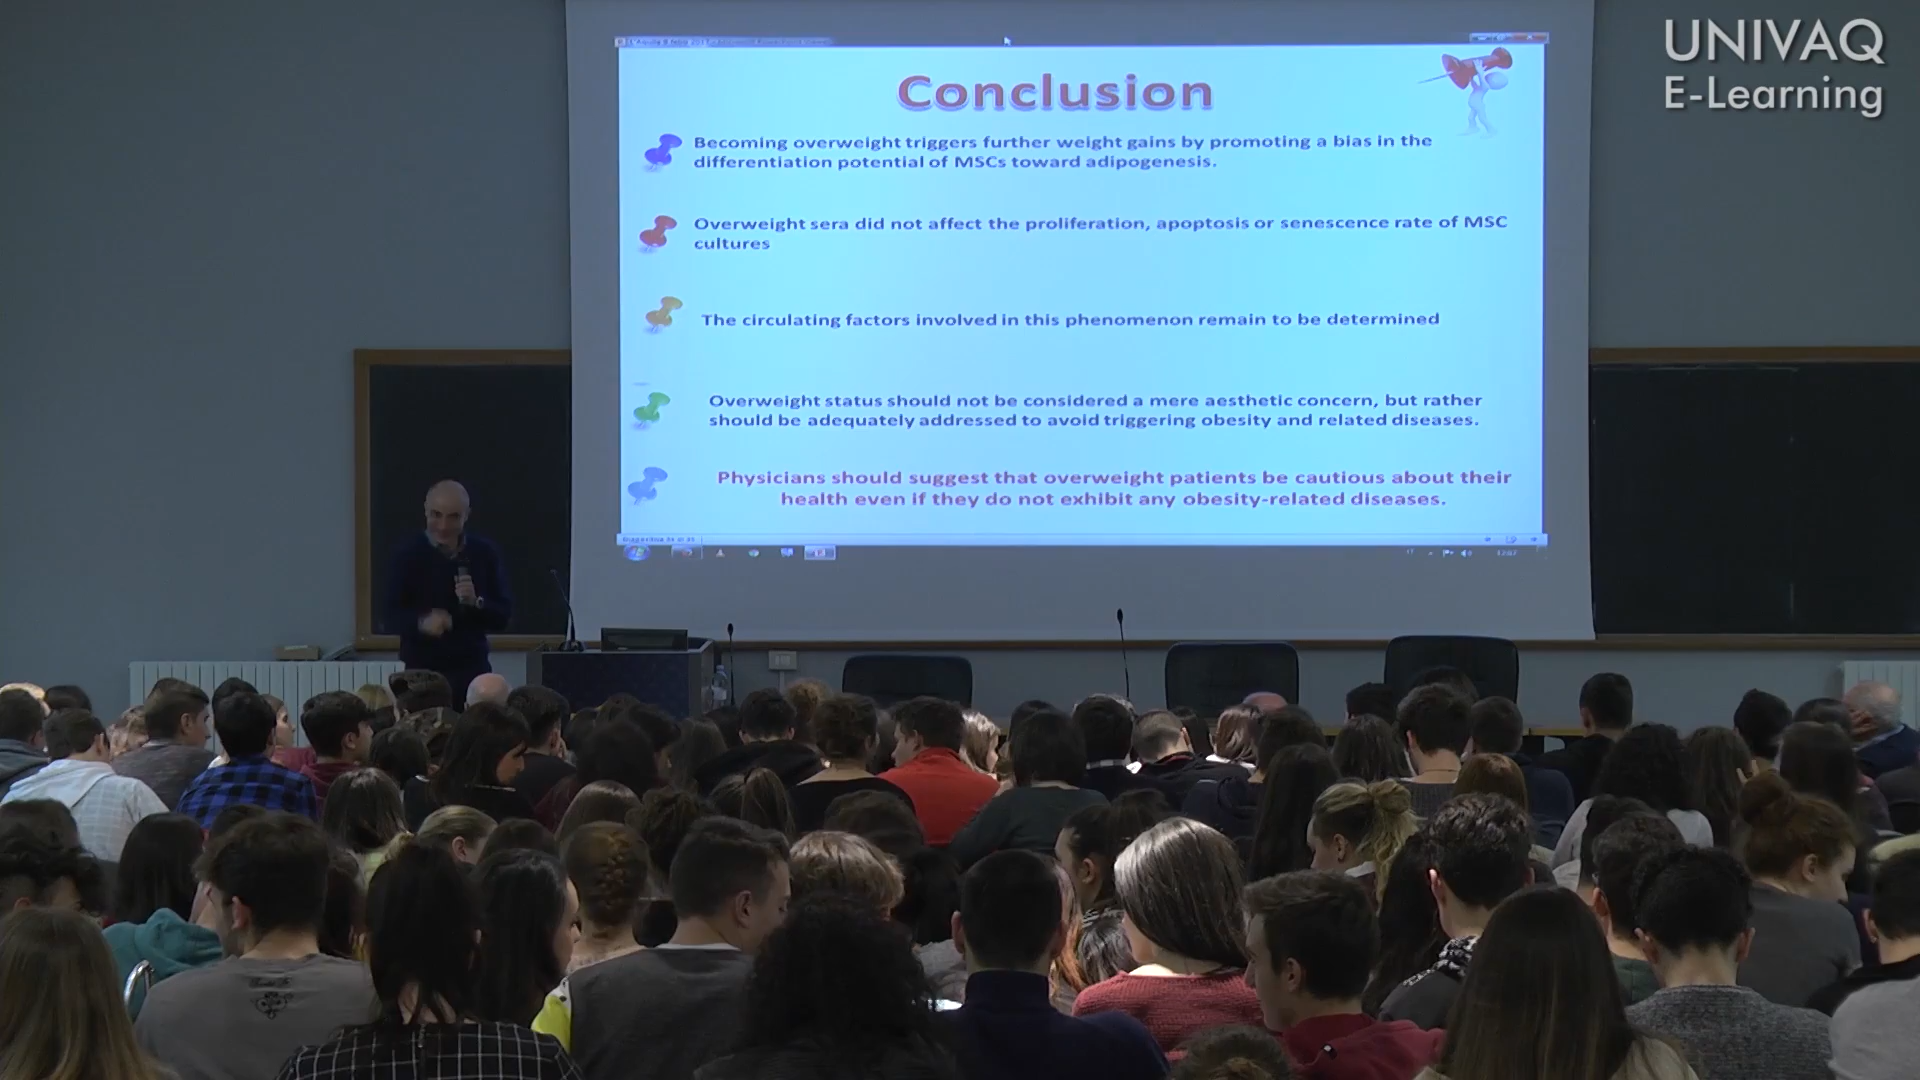 UNIVAQ
E-Learning
Conclusion
Becoming overweight triggers further weight gains by promoting a bias in the
differentiation potential of MSCs toward adipogenesis.
Overweight sera did not affect the proliferation, apoptosis or senescence rate of MSC
cultures
The circulating factors involved in this phenomenon remain to be determined
Overweight status should not be considered a mere aesthetic concern, but rather
should be adequately addressed to avoid triggering obesity and related diseases.
Physicians should suggest that overweight patients be cautious about their
health even if they do not exhibit any obesity-related diseases.